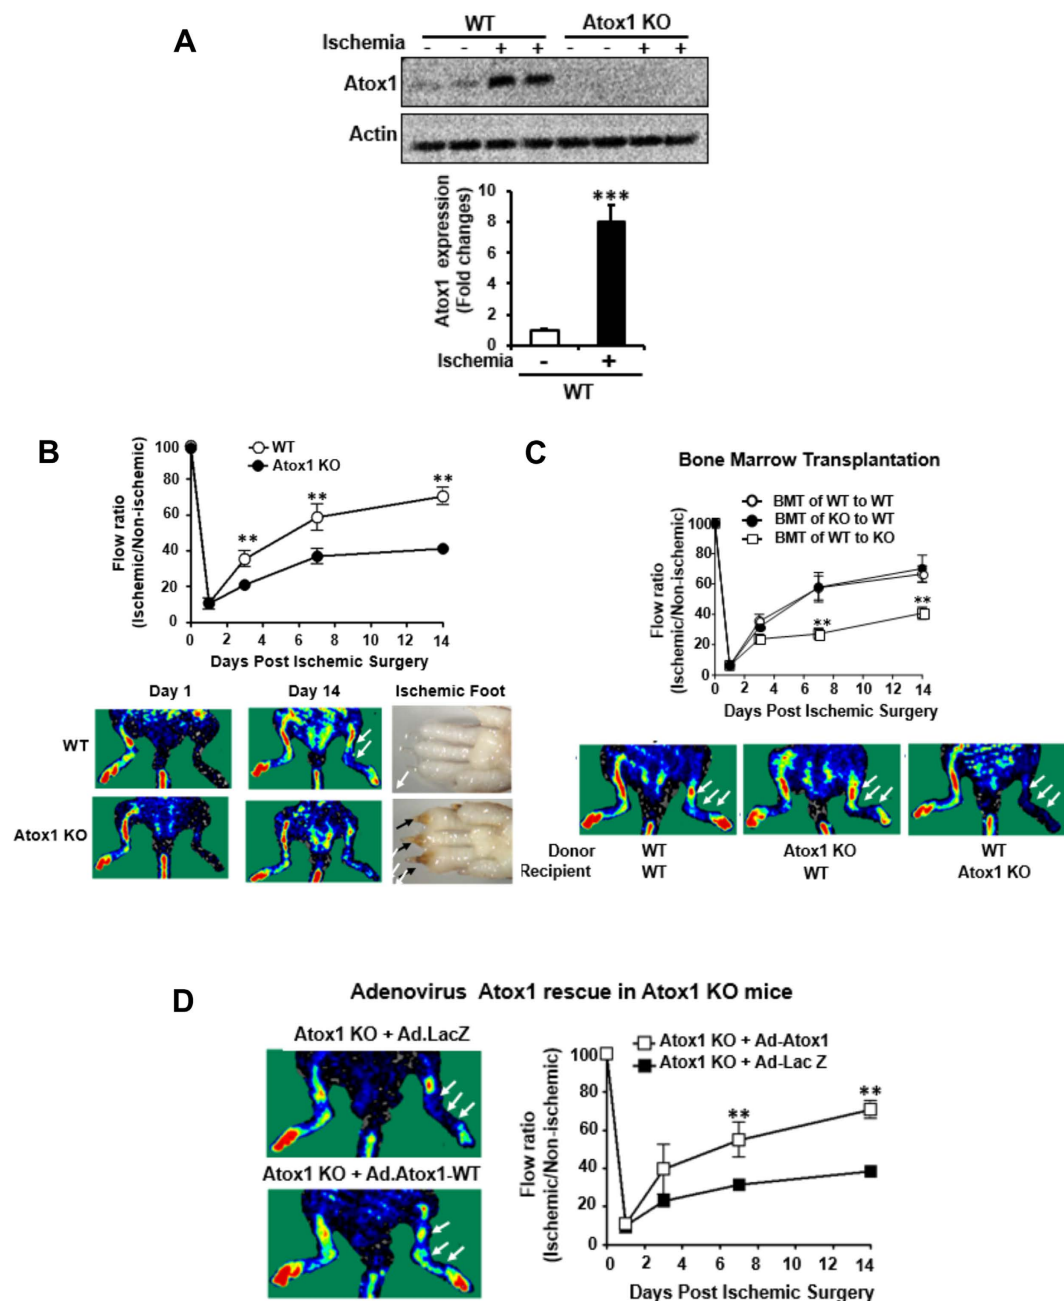 A
WT Atox1 KO
Ischemia - - + + - + + +
Atox1
Actin
Atox1 expression
(Fold changes)
10
8
6
4
2
0
***
Ischemia - +
WT
B
Flow ratio
(Ischemic/Non-ischemic)
100
80
60
40
20
0
WT
Atox1 KO
** ** **
0 2 4 6 8 10 12 14
Days Post Ischemic Surgery
Day 1 Day 14 Ischemic Foot
WT
Atox1 KO
C
Bone Marrow Transplantation
BMT of WT to WT
BMT of KO to WT
BMT of WT to KO
Flow ratio
(Ischemic/Non-ischemic)
100
80
60
40
20
0
** **
0 2 4 6 8 10 12 14
Days Post Ischemic Surgery
Donor WT Atox1 KO WT
Recipient WT WT Atox1 KO
D
Adenovirus Atox1 rescue in Atox1 KO mice
Atox1 KO + Ad.LacZ
Atox1 KO + Ad.Atox1-WT
Atox1 KO + Ad-Atox1
Atox1 KO + Ad-Lac Z
Flow ratio
(Ischemic/Non-ischemic)
100
80
60
40
20
0
** **
0 2 4 6 8 10 12 14
Days Post Ischemic Surgery